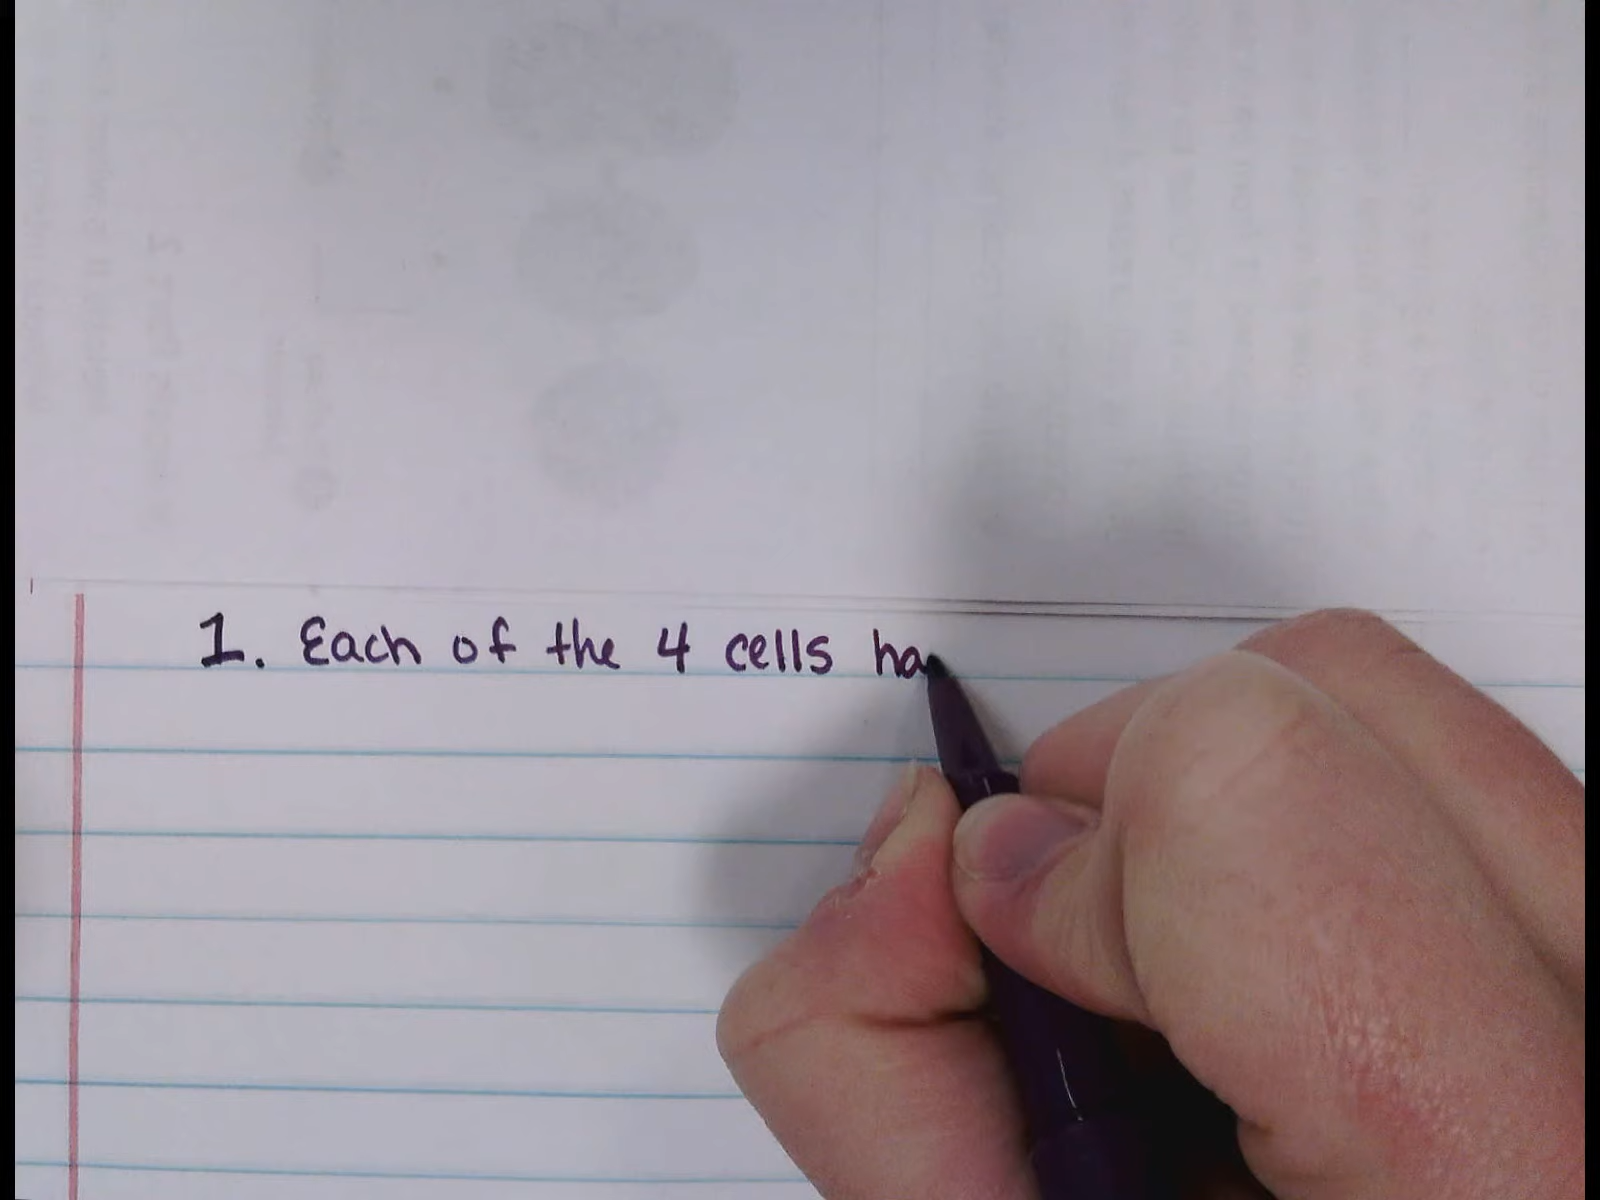 1. Each of the 4 cells ha